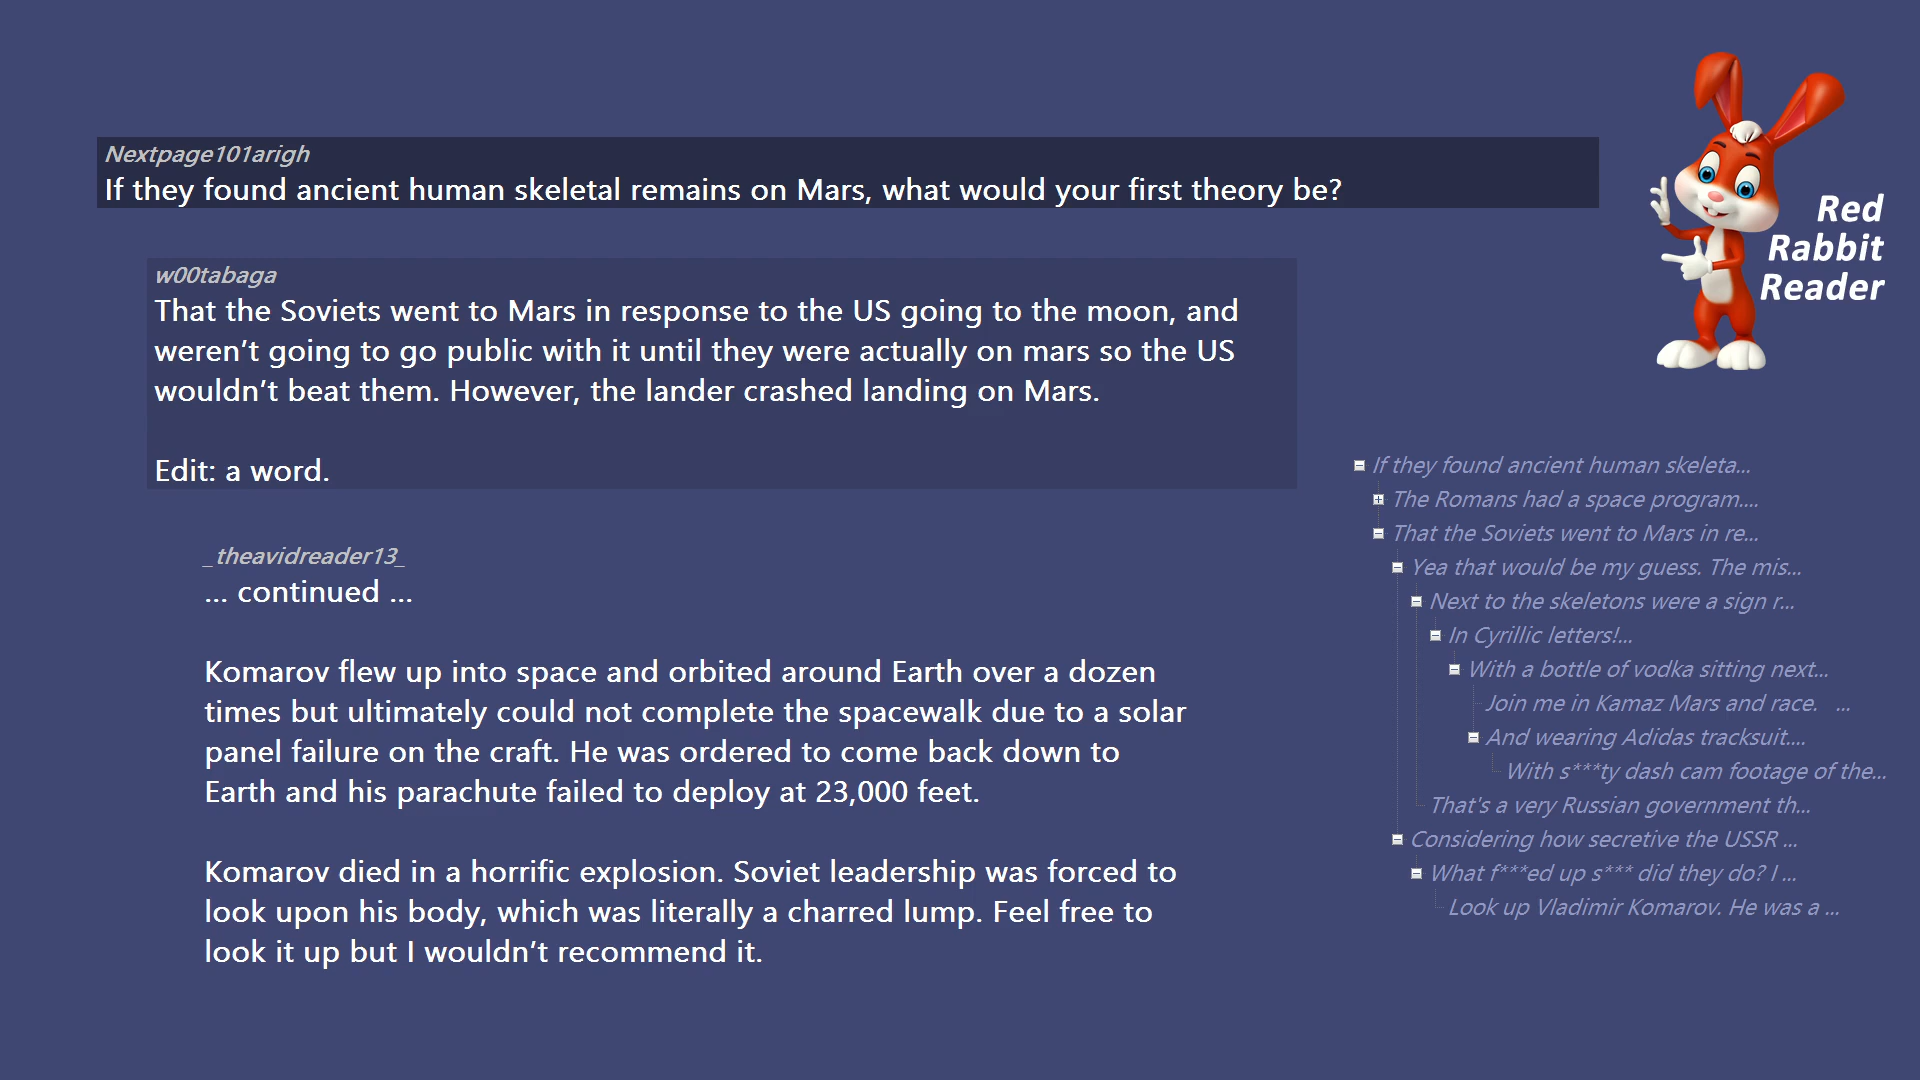 Nextpage101arigh
If they found ancient human skeletal remains on Mars, what would your first theory be?
w00tabaga
That the Soviets went to Mars in response to the US going to the moon, and
weren't going to go public with it until they were actually on mars so the US
wouldn't beat them. However, the lander crashed landing on Mars.
Edit: a word.
_theavidreader13_
... continued ...
Komarov flew up into space and orbited around Earth over a dozen
times but ultimately could not complete the spacewalk due to a solar
panel failure on the craft. He was ordered to come back down to
Earth and his parachute failed to deploy at 23,000 feet.
Komarov died in a horrific explosion. Soviet leadership was forced to
look upon his body, which was literally a charred lump. Feel free to
look it up but I wouldn't recommend it.
Red
Rabbit
Reader
If they found ancient human skeleta...
The Romans had a space program....
That the Soviets went to Mars in re...
Yea that would be my guess. The mis...
Next to the skeletons were a sign r...
In Cyrillic letters!...
With a bottle of vodka sitting next...
Join me in Kamaz Mars and race. ...
And wearing Adidas tracksuit....
With s***ty dash cam footage of the...
That's a very Russian government th...
Considering how secretive the USSR ...
What f***ed up s*** did they do? I ...
Look up Vladimir Komarov. He was a ...